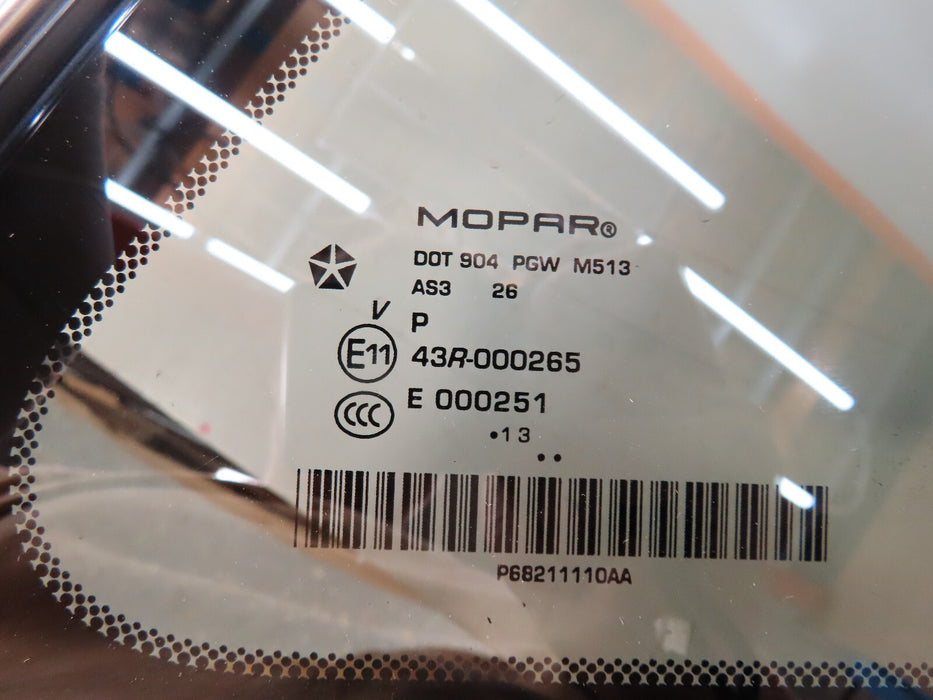 MOPAR®
DOT 904 PGW M513
AS3 26
V P
E11 43R-000265
CCC E 000251
•13
••
P68211110AA